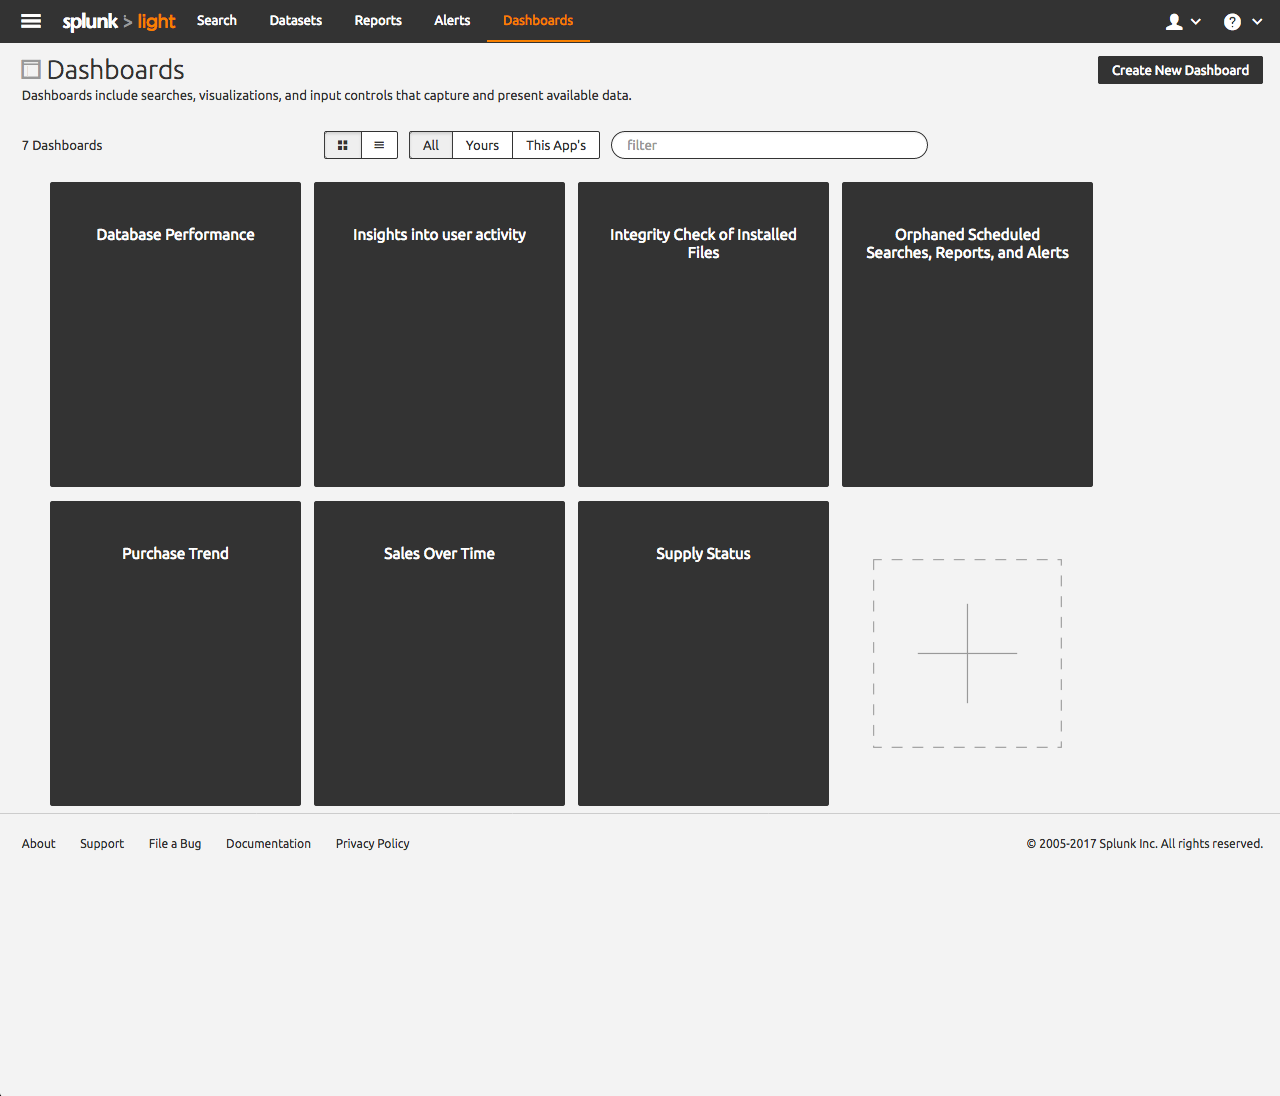 splunk > light Search Datasets Reports Alerts Dashboards ?
Dashboards
Create New Dashboard
Dashboards include searches, visualizations, and input controls that capture and present available data.
7 Dashboards All Yours This App's filter
Database Performance
Insights into user activity
Integrity Check of Installed
Files
Orphaned Scheduled
Searches, Reports, and Alerts
Purchase Trend
Sales Over Time
Supply Status
About Support File a Bug Documentation Privacy Policy © 2005-2017 Splunk Inc. All rights reserved.